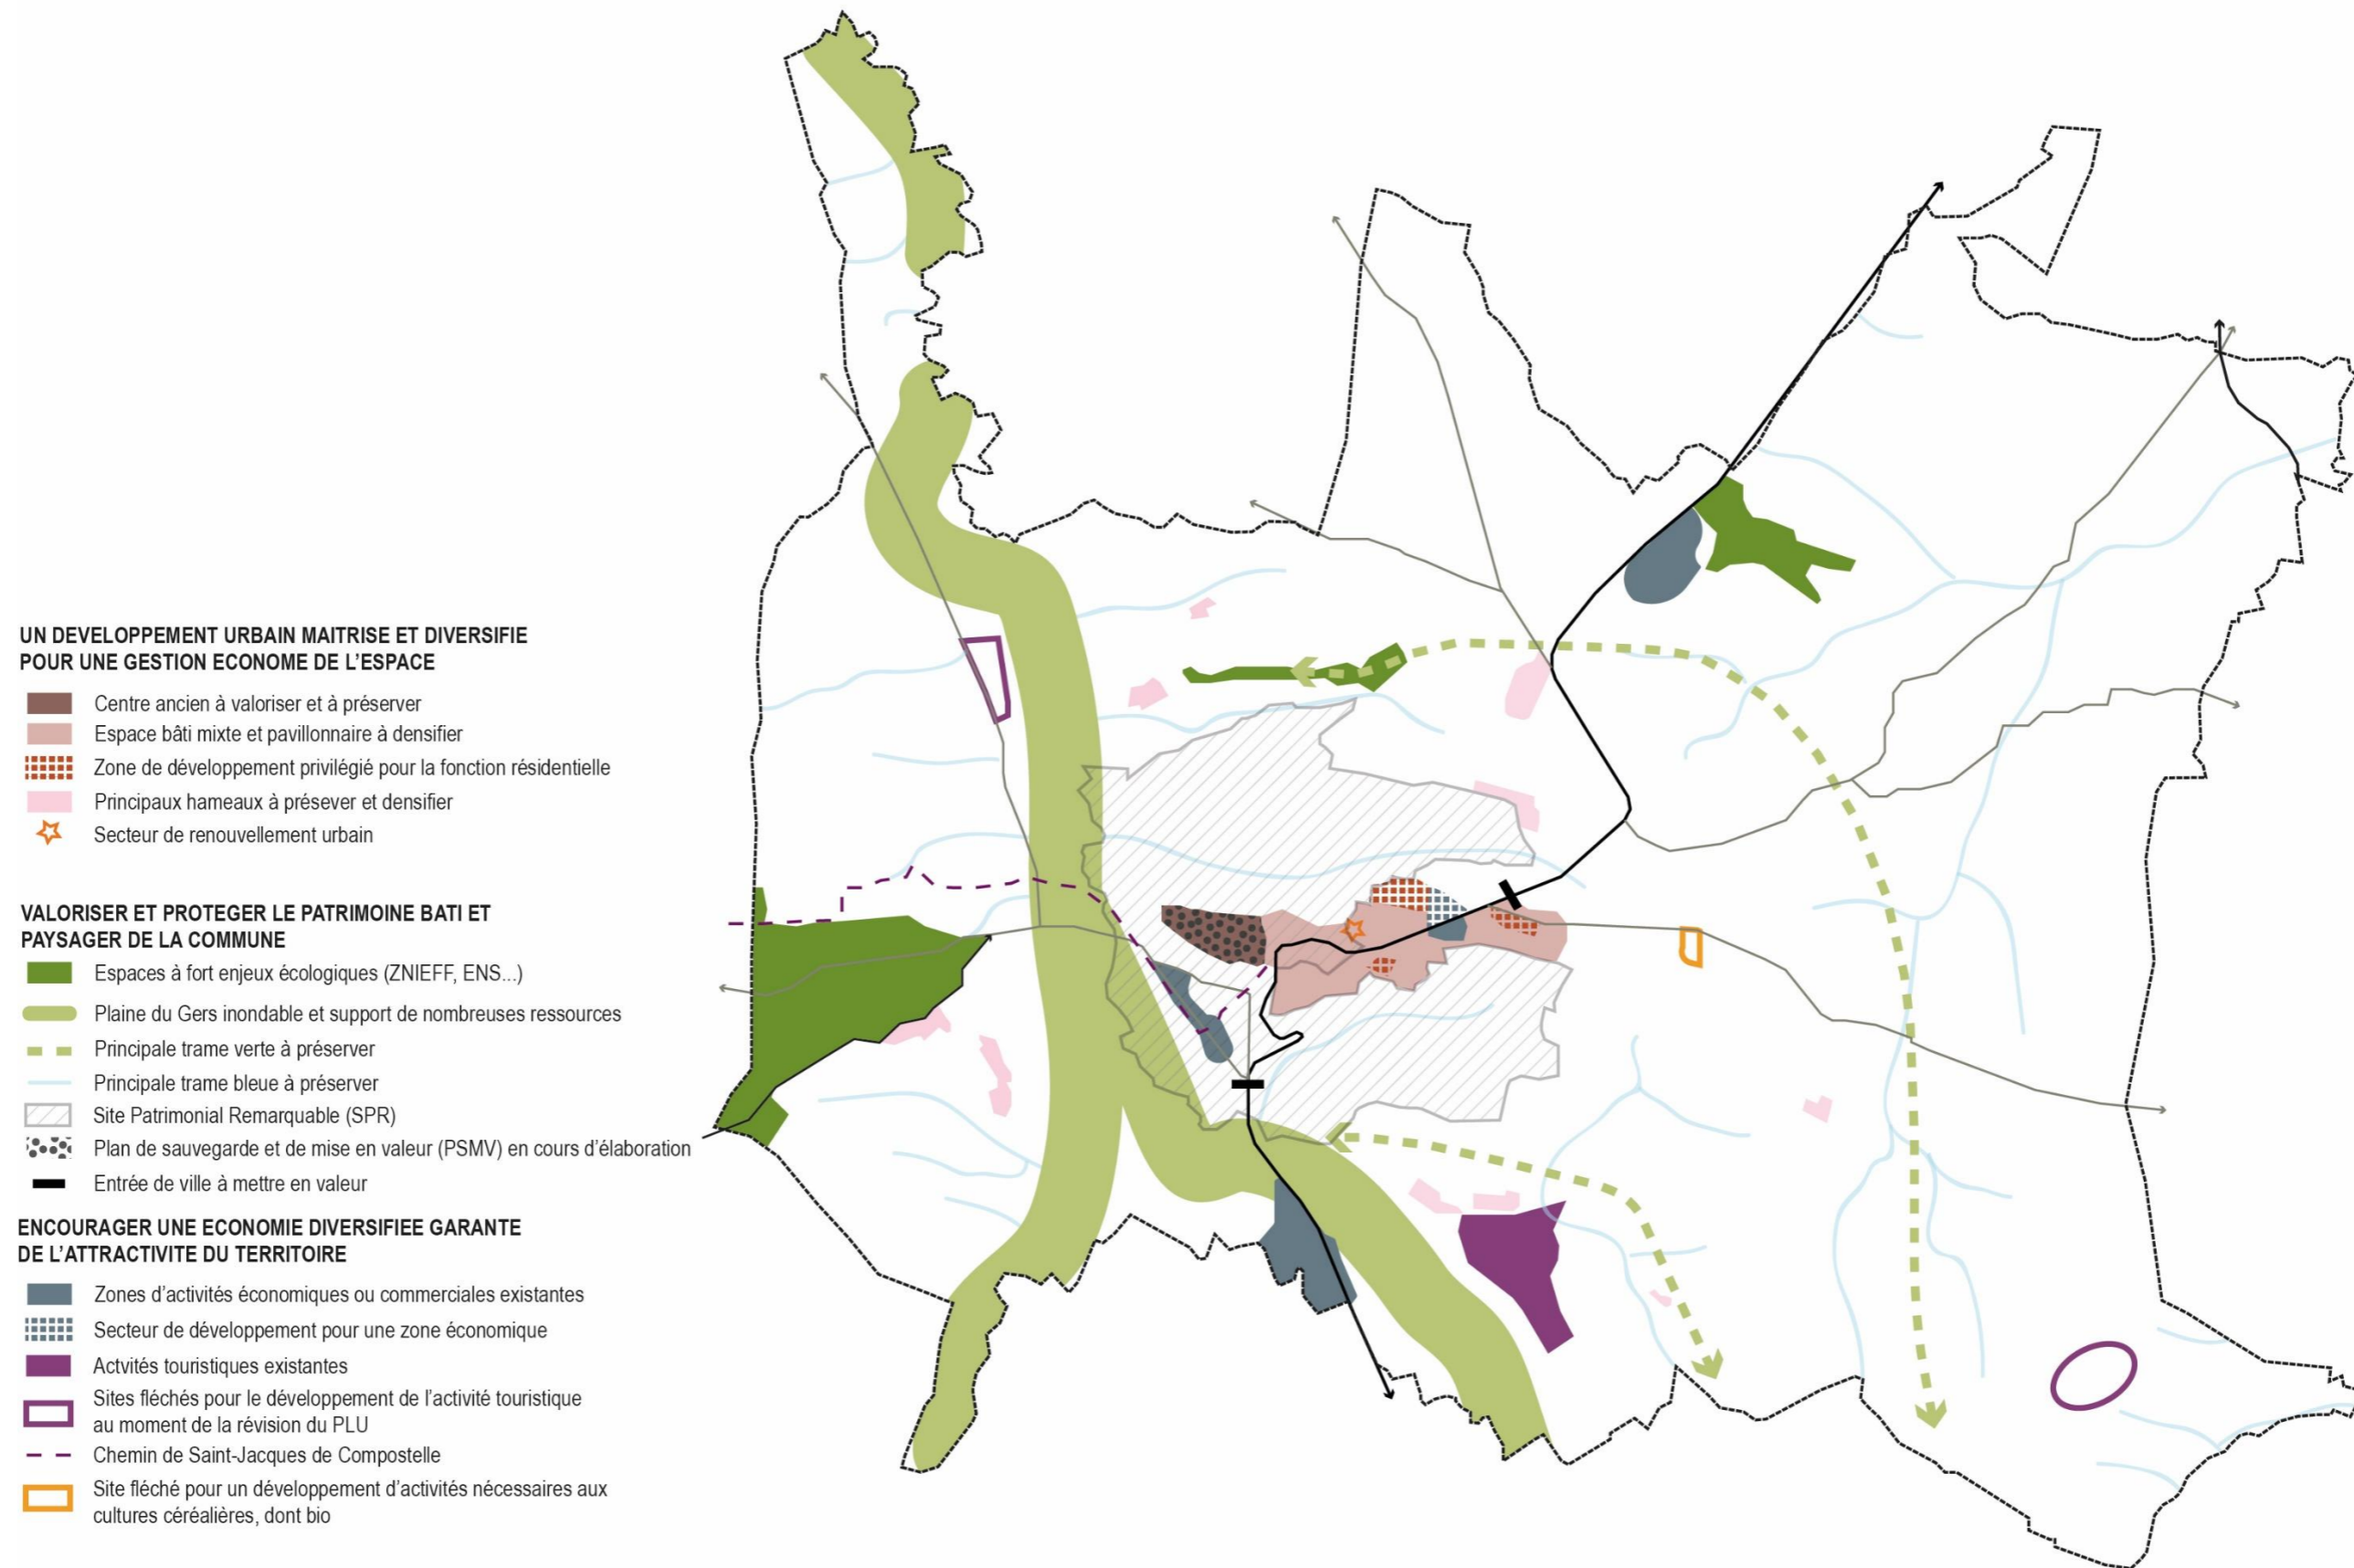 UN DEVELOPPEMENT URBAIN MAITRISE ET DIVERSIFIE
POUR UNE GESTION ECONOME DE L'ESPACE
Centre ancien à valoriser et à préserver
Espace bâti mixte et pavillonnaire à densifier
Zone de développement privilégié pour la fonction résidentielle
Principaux hameaux à présever et densifier
Secteur de renouvellement urbain
VALORISER ET PROTEGER LE PATRIMOINE BATI ET
PAYSAGER DE LA COMMUNE
Espaces à fort enjeux écologiques (ZNIEFF, ENS...)
Plaine du Gers inondable et support de nombreuses ressources
Principale trame verte à préserver
Principale trame bleue à préserver
Site Patrimonial Remarquable (SPR)
Plan de sauvegarde et de mise en valeur (PSMV) en cours d'élaboration
Entrée de ville à mettre en valeur
ENCOURAGER UNE ECONOMIE DIVERSIFIEE GARANTE
DE L'ATTRACTIVITE DU TERRITOIRE
Zones d'activités économiques ou commerciales existantes
Secteur de développement pour une zone économique
Actvités touristiques existantes
Sites fléchés pour le développement de l'activité touristique
au moment de la révision du PLU
Chemin de Saint-Jacques de Compostelle
Site fléché pour un développement d'activités nécessaires aux
cultures céréalières, dont bio